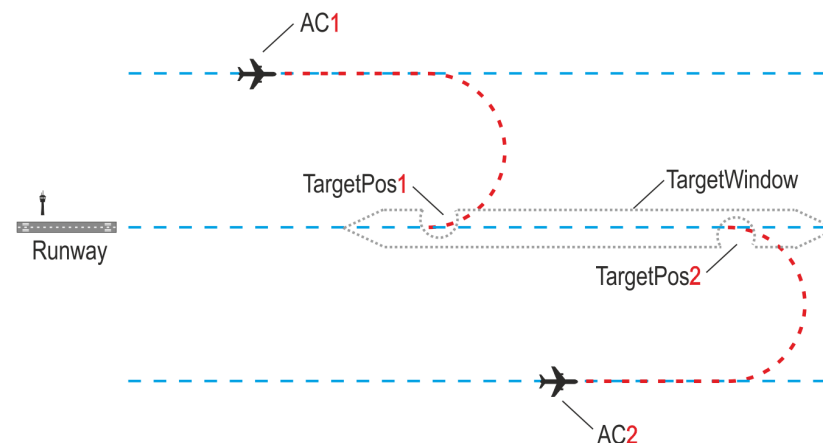 AC1
TargetPos1
TargetWindow
Runway
TargetPos2
AC2